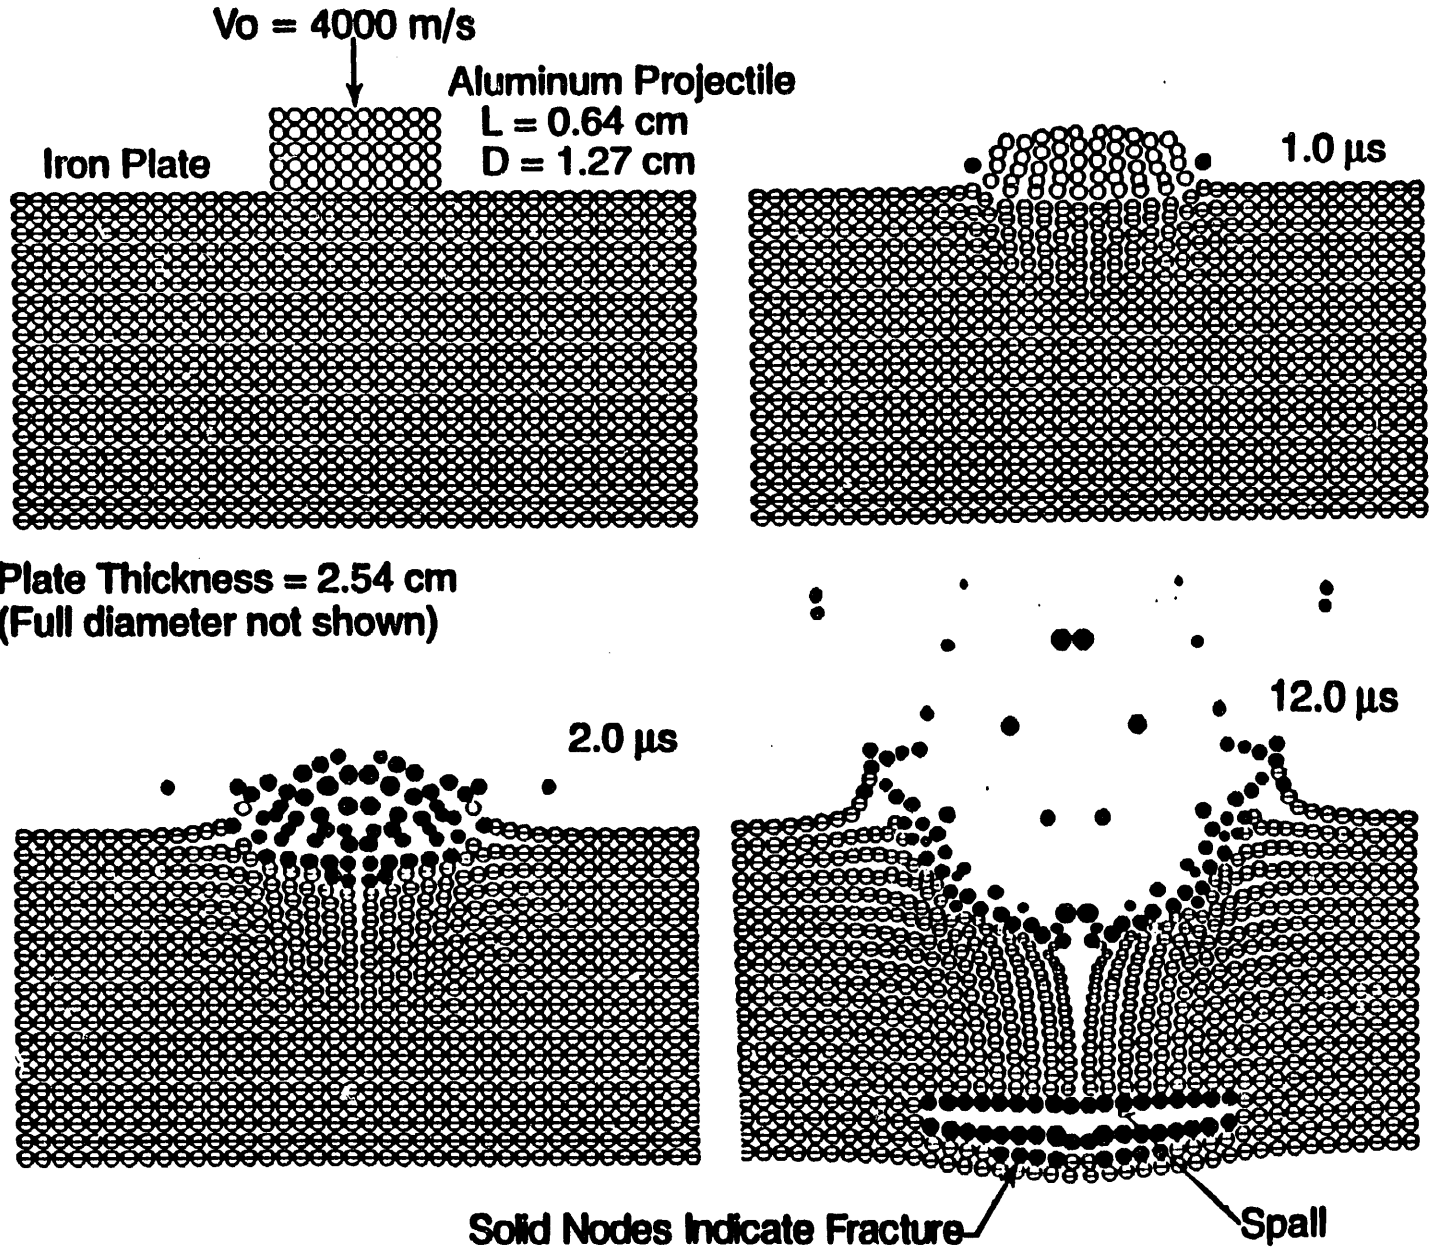 Vo = 4000 m/s
Aluminum Projectile
L = 0.64 cm
D = 1.27 cm
Iron Plate
1.0 µs
Plate Thickness = 2.54 cm
(Full diameter not shown)
2.0 µs
12.0 µs
Solid Nodes Indicate Fracture
Spall